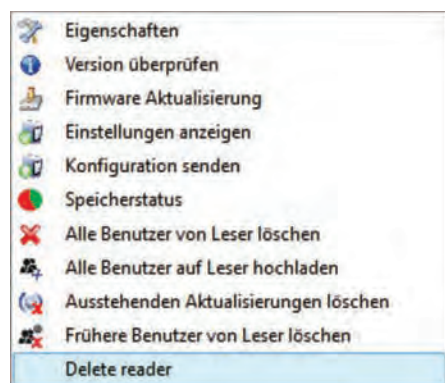 Eigenschaften
Version überprüfen
Firmware Aktualisierung
Einstellungen anzeigen
Konfiguration senden
Speicherstatus
Alle Benutzer von Leser löschen
Alle Benutzer auf Leser hochladen
Ausstehenden Aktualisierungen löschen
Frühere Benutzer von Leser löschen
Delete reader